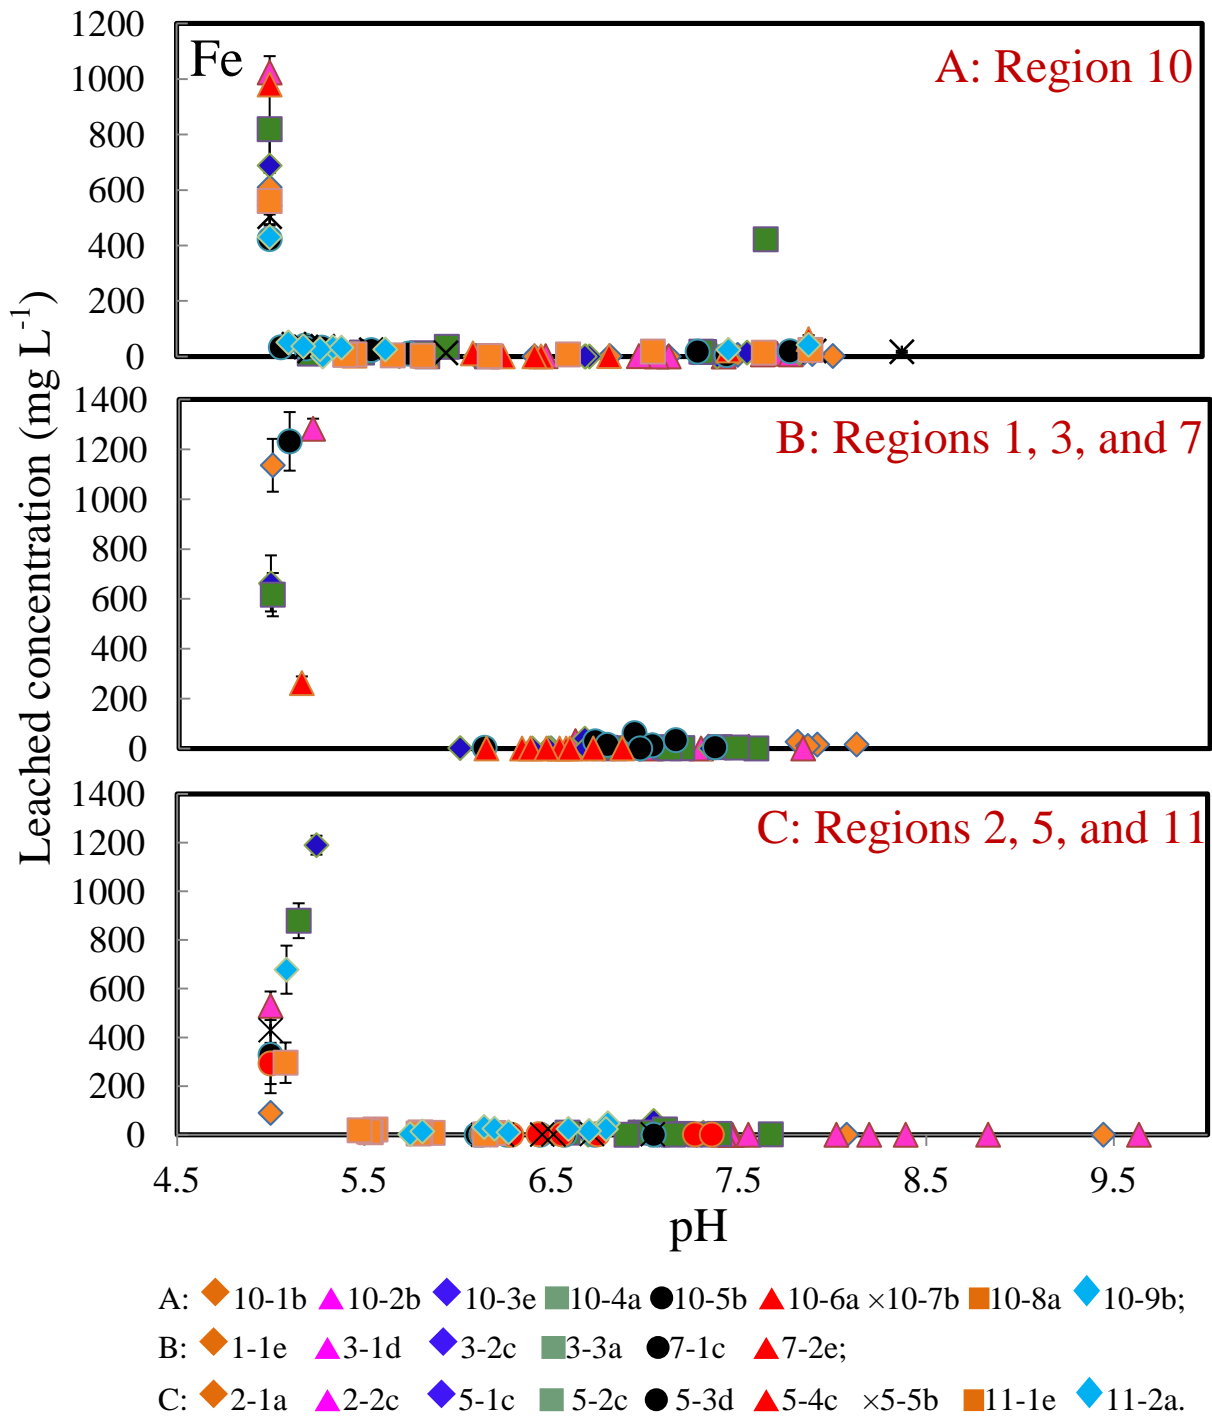 Fe
A: Region 10
1200
1000
800
600
400
200
0
B: Regions 1, 3, and 7
1400
1200
1000
800
600
400
200
0
C: Regions 2, 5, and 11
1400
1200
1000
800
600
400
200
0
Leached concentration (mg L⁻¹)
4.5 5.5 6.5 7.5 8.5 9.5
pH
A: 10-1b 10-2b 10-3e 10-4a 10-5b 10-6a ×10-7b 10-8a 10-9b;
B: 1-1e 3-1d 3-2c 3-3a 7-1c 7-2e;
C: 2-1a 2-2c 5-1c 5-2c 5-3d 5-4c ×5-5b 11-1e 11-2a.